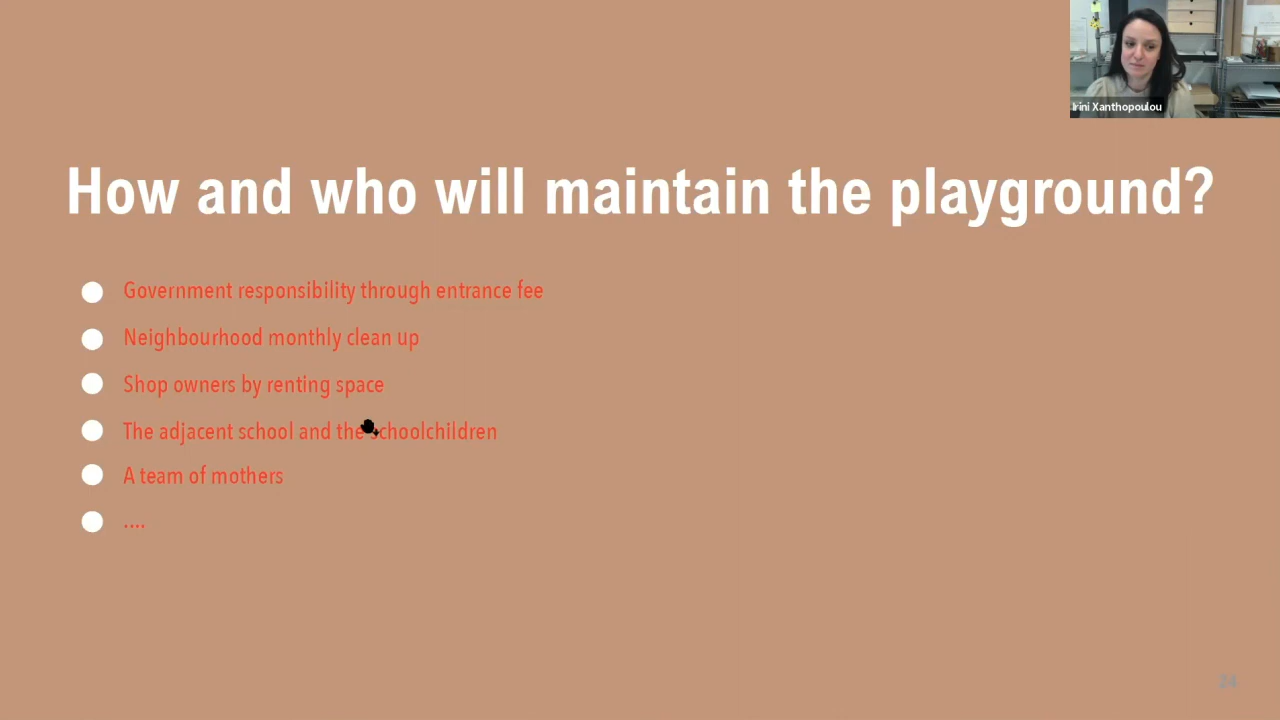 Irini Xanthopoulou
How and who will maintain the playground?
Government responsibility through entrance fee
Neighbourhood monthly clean up
Shop owners by renting space
The adjacent school and the schoolchildren
A team of mothers
....
24